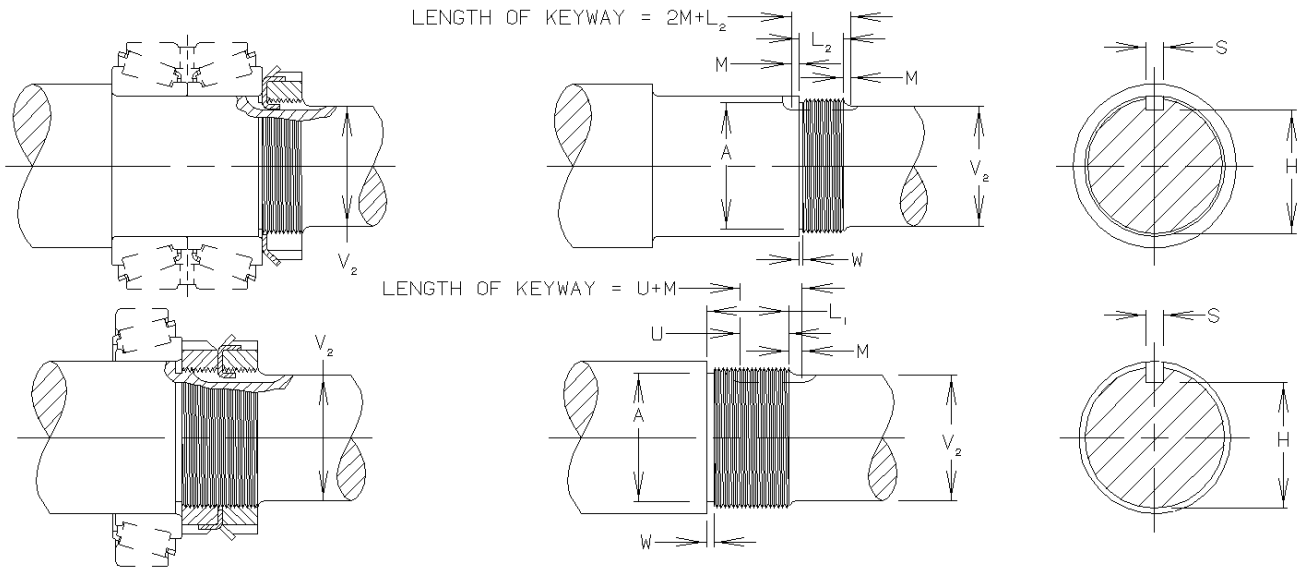 LENGTH OF KEYWAY = 2M+L₂
L₂
S
M
M
A
V₂
H
V₂
W
LENGTH OF KEYWAY = U+M
L₁
S
V₂
U
M
A
V₂
H
W